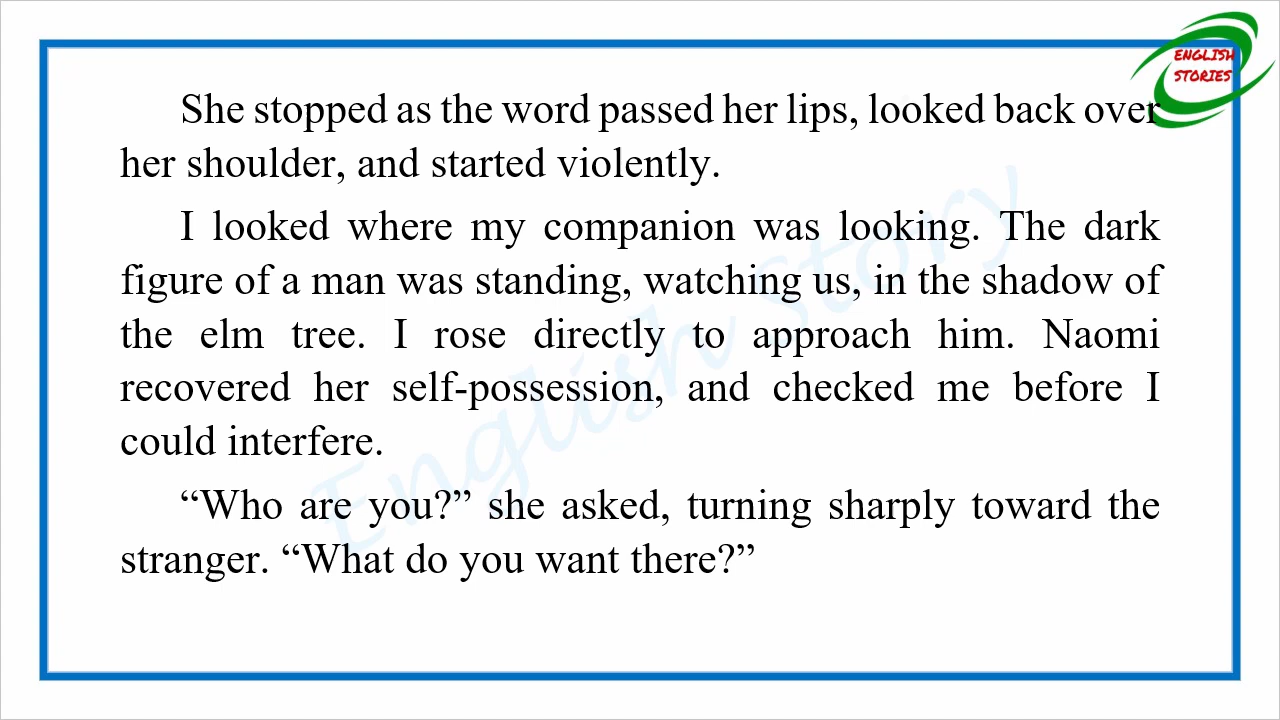 ENGLISH
STORIES
She stopped as the word passed her lips, looked back over
her shoulder, and started violently.
I looked where my companion was looking. The dark
figure of a man was standing, watching us, in the shadow of
the elm tree. I rose directly to approach him. Naomi
recovered her self-possession, and checked me before I
could interfere.
“Who are you?” she asked, turning sharply toward the
stranger. “What do you want there?”
English Story